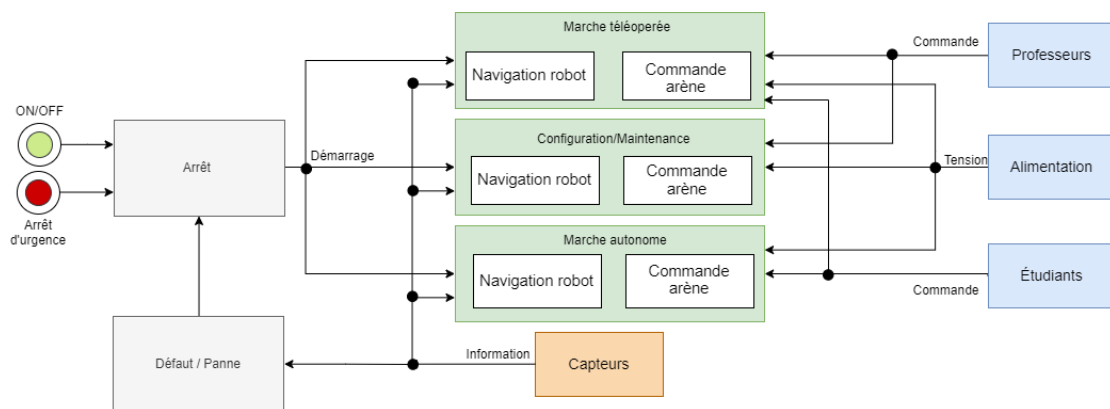 Marche téléoperée
Navigation robot
Commande
arène
Commande
Professeurs
ON/OFF
Arrêt
Démarrage
Configuration/Maintenance
Navigation robot
Commande
arène
Tension
Alimentation
Arrêt
d'urgence
Marche autonome
Navigation robot
Commande
arène
Commande
Étudiants
Défaut / Panne
Information
Capteurs